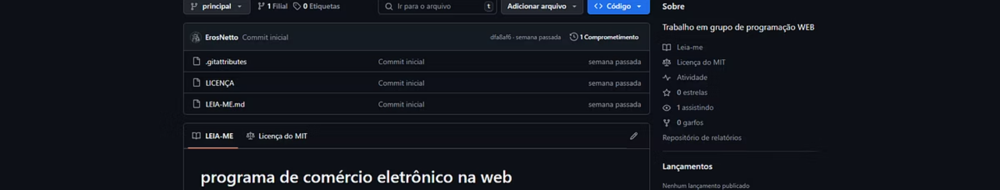 principal
1 Filial
0 Etiquetas
Ir para o arquivo
t
Adicionar arquivo
Código
Sobre
Trabalho em grupo de programação WEB
ErosNetto Commit inicial
dfa8af6 · semana passada
1 Comprometimento
Leia-me
.gitattributes
Commit inicial
semana passada
Licença do MIT
Atividade
LICENÇA
Commit inicial
semana passada
0 estrelas
LEIA-ME.md
Commit inicial
semana passada
1 assistindo
0 garfos
LEIA-ME
Licença do MIT
Repositório de relatórios
Lançamentos
programa de comércio eletrônico na web
Nenhum lançamento publicado